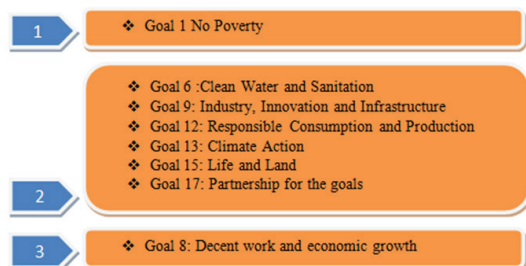 1
❖ Goal 1 No Poverty
❖ Goal 6 :Clean Water and Sanitation
❖ Goal 9: Industry, Innovation and Infrastructure
❖ Goal 12: Responsible Consumption and Production
❖ Goal 13: Climate Action
❖ Goal 15: Life and Land
❖ Goal 17: Partnership for the goals
2
3
❖ Goal 8: Decent work and economic growth